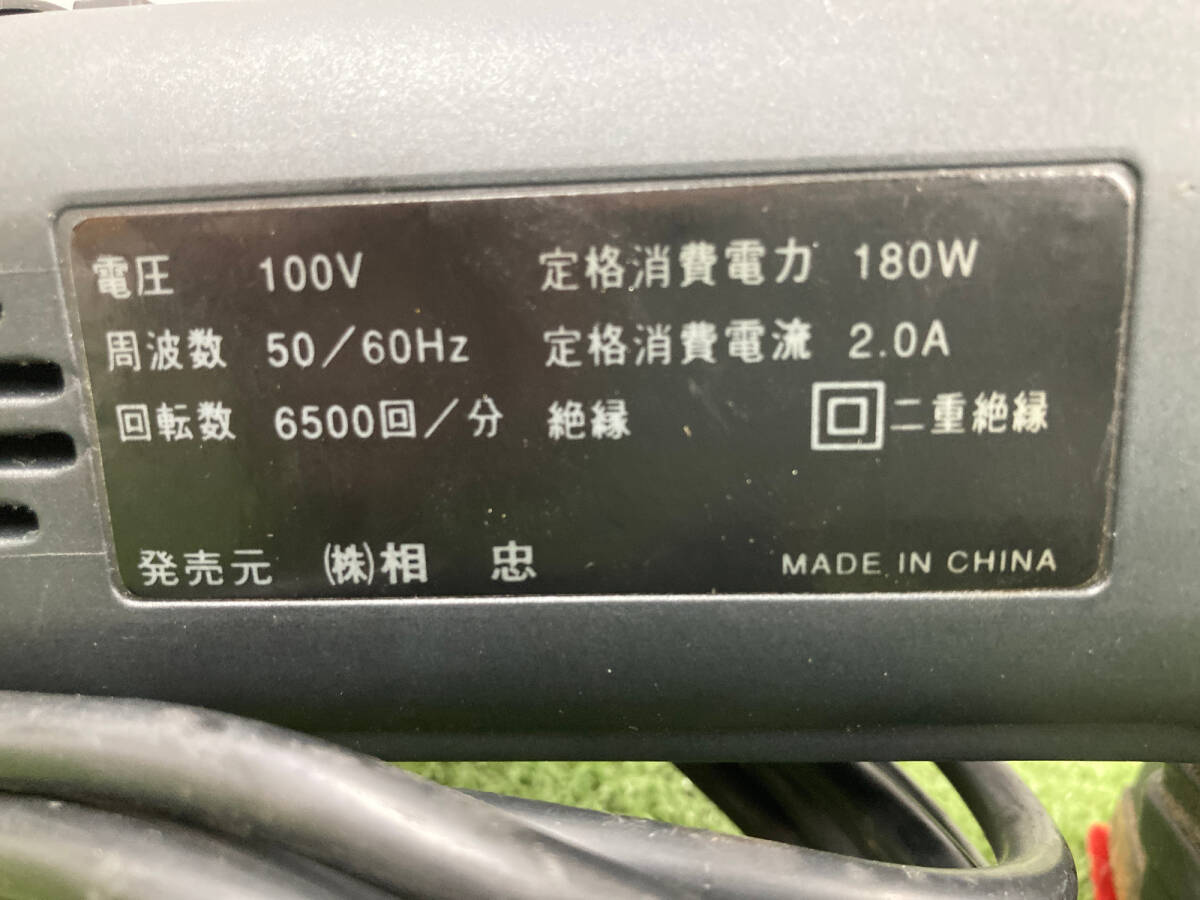 電圧 100V 定格消費電力 180W
周波数 50/60Hz 定格消費電流 2.0A
回転数 6500回/分 絶縁 回二重絶縁
発売元 (株)相 忠 MADE IN CHINA